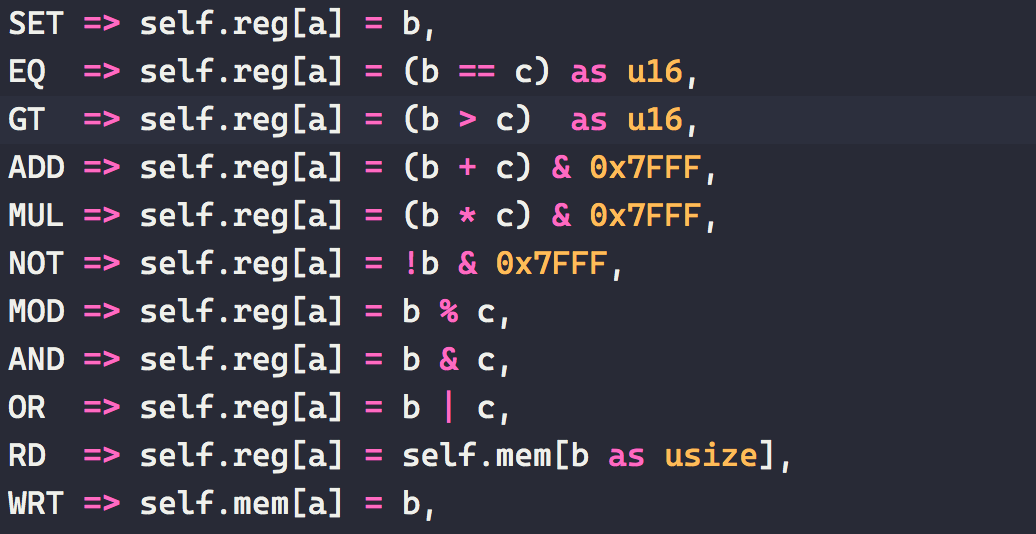 SET => self.reg[a] = b,
EQ  => self.reg[a] = (b == c) as u16,
GT  => self.reg[a] = (b > c)  as u16,
ADD => self.reg[a] = (b + c) & 0x7FFF,
MUL => self.reg[a] = (b * c) & 0x7FFF,
NOT => self.reg[a] = !b & 0x7FFF,
MOD => self.reg[a] = b % c,
AND => self.reg[a] = b & c,
OR  => self.reg[a] = b | c,
RD  => self.reg[a] = self.mem[b as usize],
WRT => self.mem[a] = b,